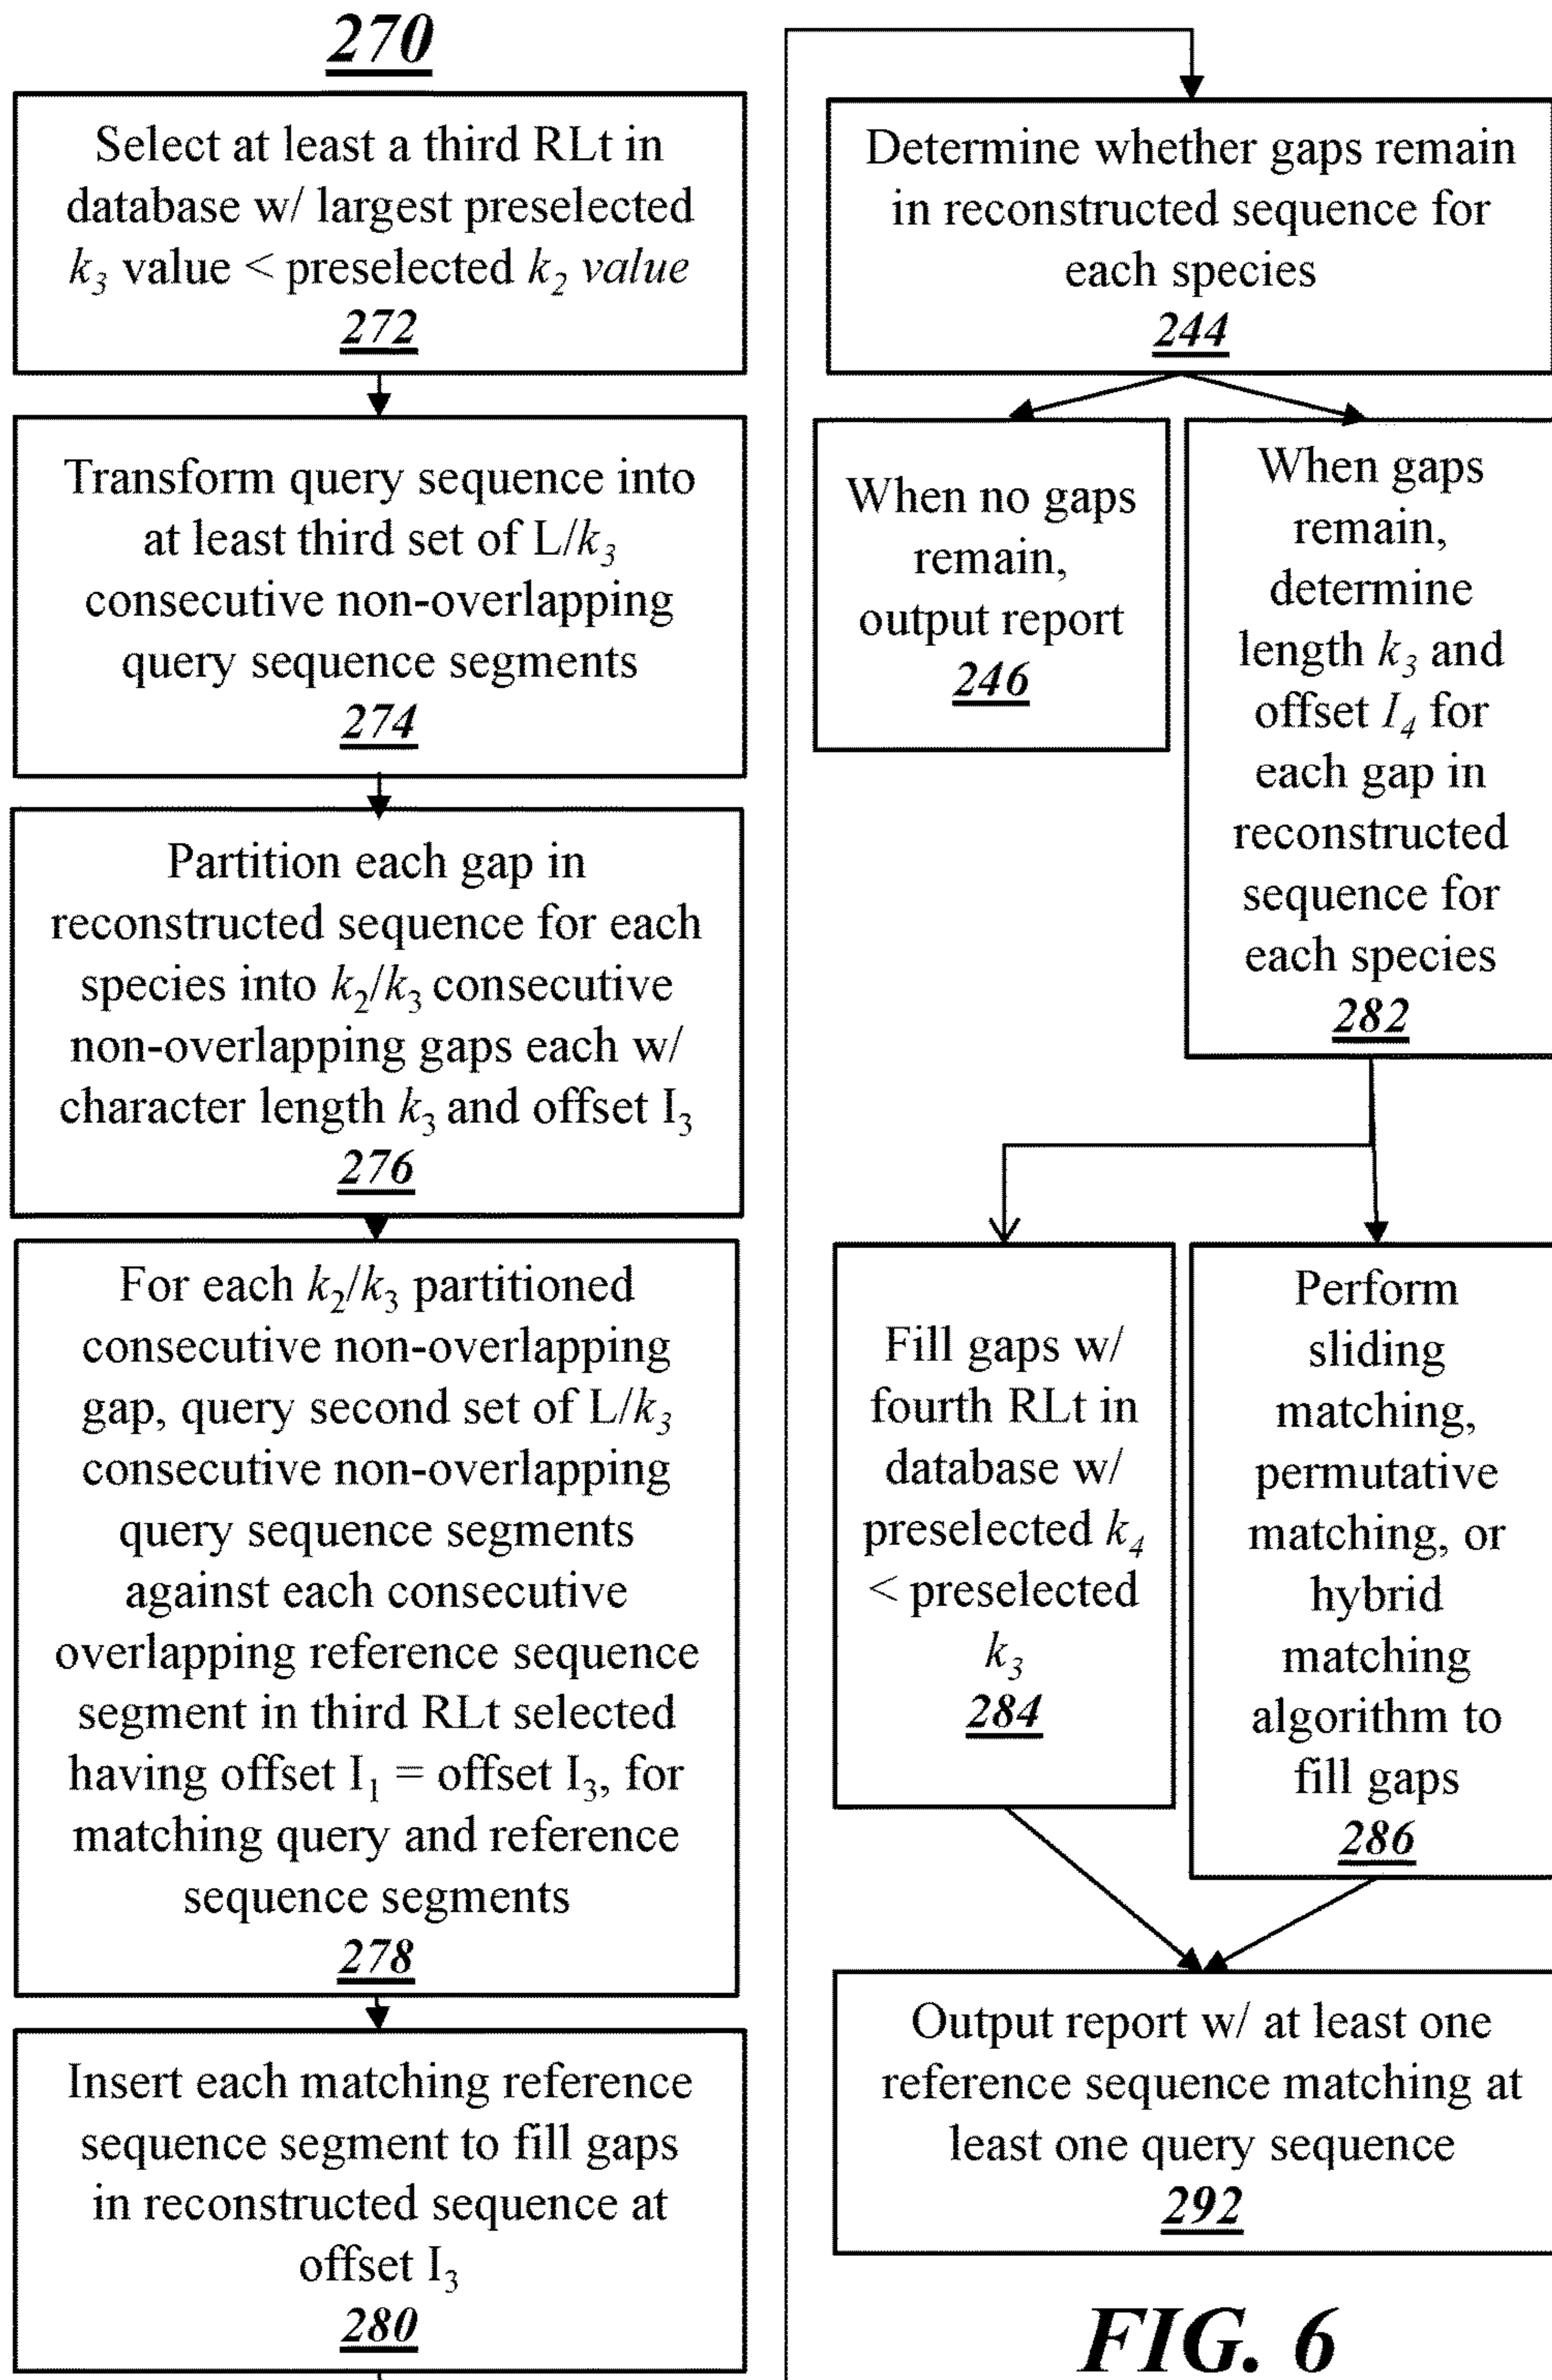 270
Select at least a third RLt in
database w/ largest preselected
k₃ value < preselected k₂ value
272
Transform query sequence into
at least third set of L/k₃
consecutive non-overlapping
query sequence segments
274
Partition each gap in
reconstructed sequence for each
species into k₂/k₃ consecutive
non-overlapping gaps each w/
character length k₃ and offset I₃
276
For each k₂/k₃ partitioned
consecutive non-overlapping
gap, query second set of L/k₃
consecutive non-overlapping
query sequence segments
against each consecutive
overlapping reference sequence
segment in third RLt selected
having offset I₁ = offset I₃, for
matching query and reference
sequence segments
278
Insert each matching reference
sequence segment to fill gaps
in reconstructed sequence at
offset I₃
280
Determine whether gaps remain
in reconstructed sequence for
each species
244
When no gaps
remain,
output report
246
When gaps
remain,
determine
length k₃ and
offset I₄ for
each gap in
reconstructed
sequence for
each species
282
Fill gaps w/
fourth RLt in
database w/
preselected k₄
< preselected
k₃
284
Perform
sliding
matching,
permutative
matching, or
hybrid
matching
algorithm to
fill gaps
286
Output report w/ at least one
reference sequence matching at
least one query sequence
292
FIG. 6